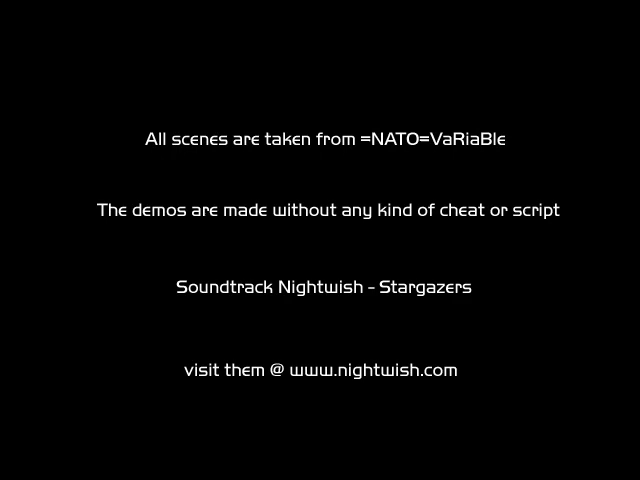 All scenes are taken from =NATO=VaRiaBle
The demos are made without any kind of cheat or script
Soundtrack Nightwish - Stargazers
visit them @ www.nightwish.com